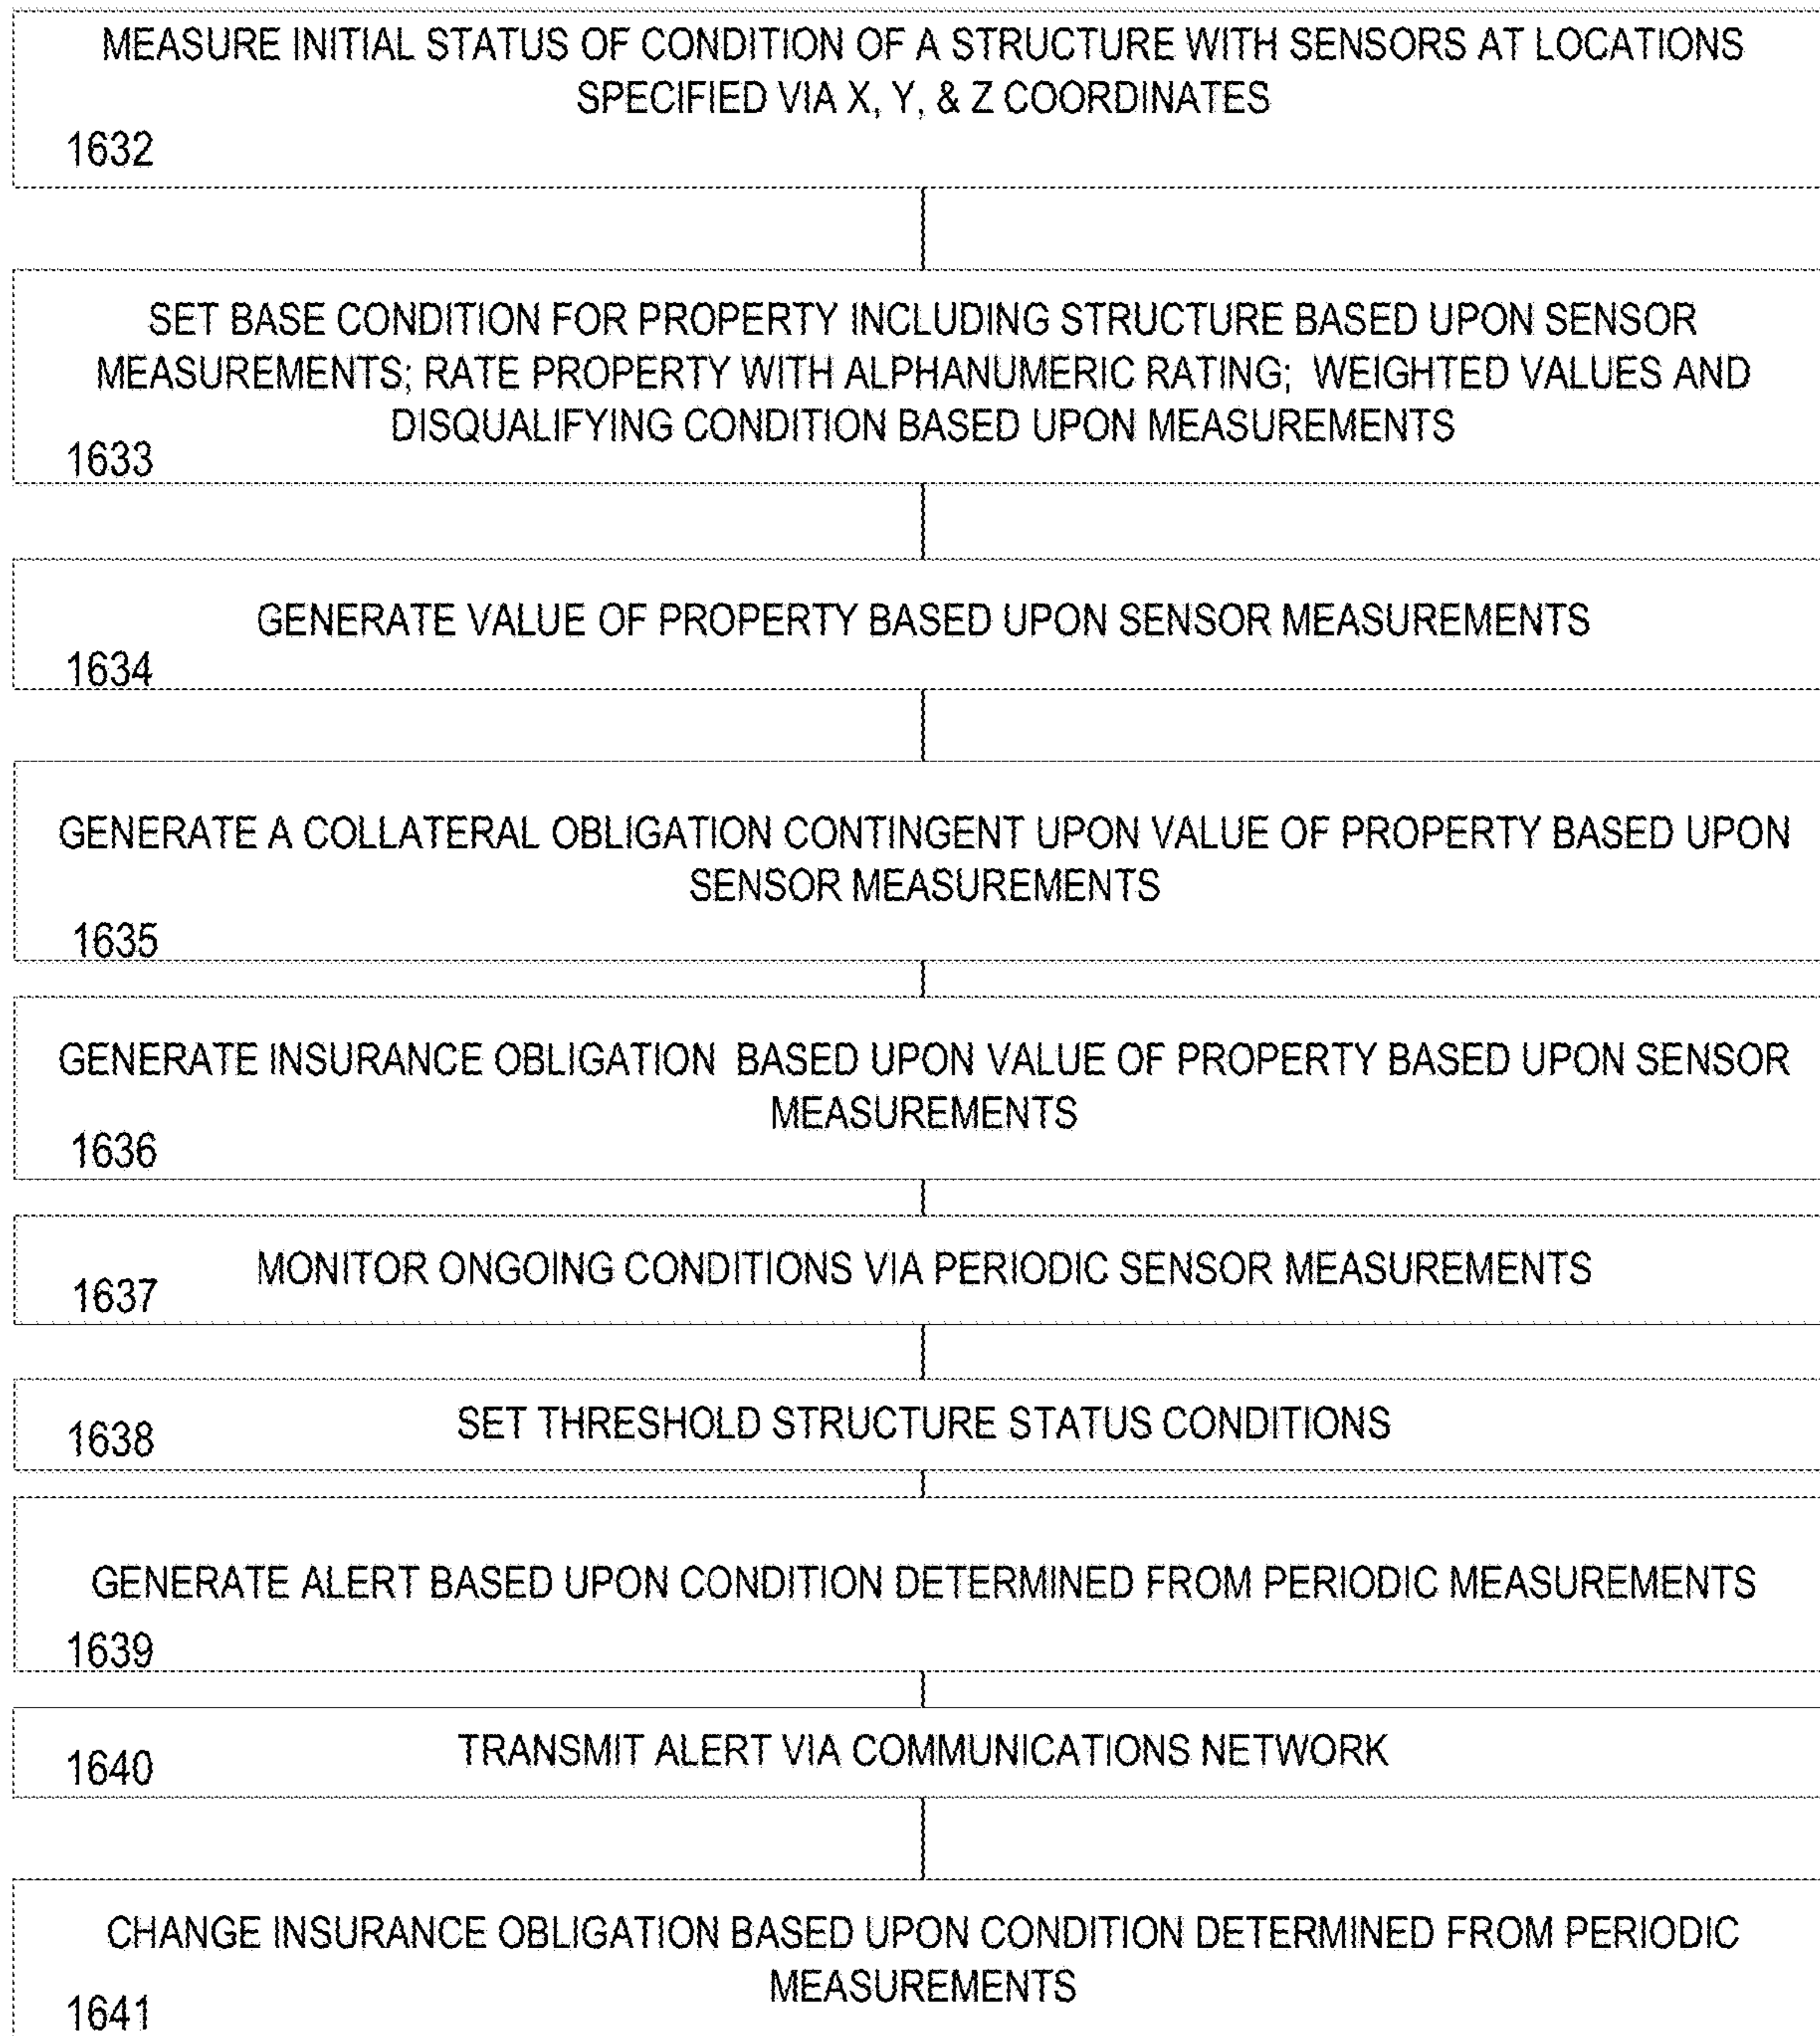 MEASURE INITIAL STATUS OF CONDITION OF A STRUCTURE WITH SENSORS AT LOCATIONS
SPECIFIED VIA X, Y, & Z COORDINATES
1632
SET BASE CONDITION FOR PROPERTY INCLUDING STRUCTURE BASED UPON SENSOR
MEASUREMENTS; RATE PROPERTY WITH ALPHANUMERIC RATING; WEIGHTED VALUES AND
DISQUALIFYING CONDITION BASED UPON MEASUREMENTS
1633
GENERATE VALUE OF PROPERTY BASED UPON SENSOR MEASUREMENTS
1634
GENERATE A COLLATERAL OBLIGATION CONTINGENT UPON VALUE OF PROPERTY BASED UPON
SENSOR MEASUREMENTS
1635
GENERATE INSURANCE OBLIGATION BASED UPON VALUE OF PROPERTY BASED UPON SENSOR
MEASUREMENTS
1636
MONITOR ONGOING CONDITIONS VIA PERIODIC SENSOR MEASUREMENTS
1637
SET THRESHOLD STRUCTURE STATUS CONDITIONS
1638
GENERATE ALERT BASED UPON CONDITION DETERMINED FROM PERIODIC MEASUREMENTS
1639
TRANSMIT ALERT VIA COMMUNICATIONS NETWORK
1640
CHANGE INSURANCE OBLIGATION BASED UPON CONDITION DETERMINED FROM PERIODIC
MEASUREMENTS
1641